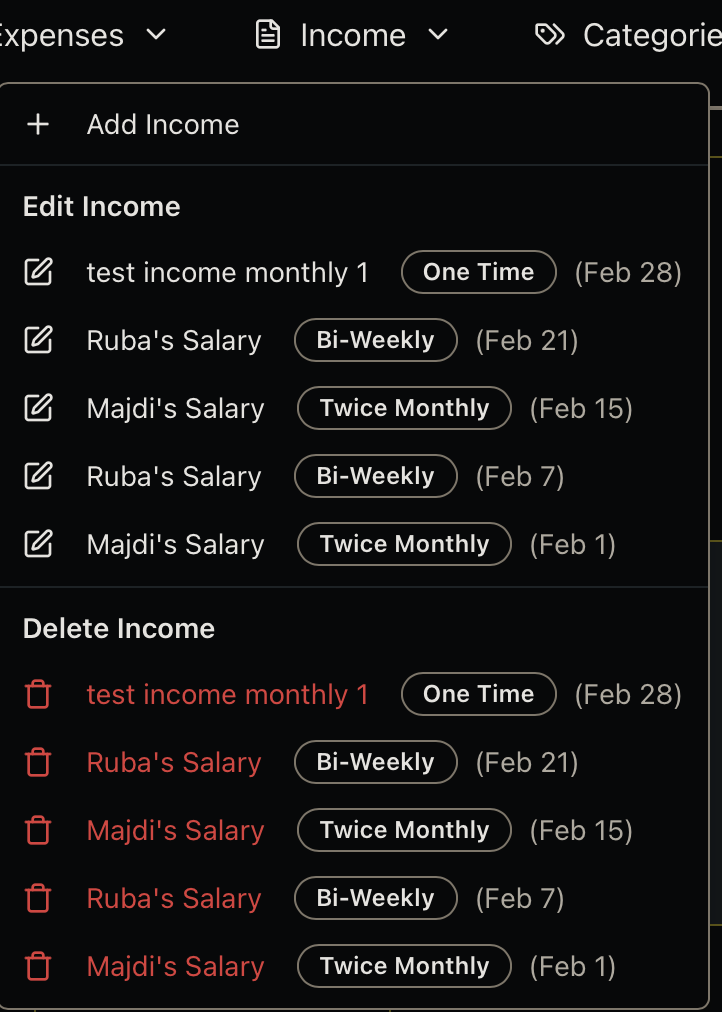 Expenses Income Categorie
Add Income
Edit Income
test income monthly 1 One Time (Feb 28)
Ruba's Salary Bi-Weekly (Feb 21)
Majdi's Salary Twice Monthly (Feb 15)
Ruba's Salary Bi-Weekly (Feb 7)
Majdi's Salary Twice Monthly (Feb 1)
Delete Income
test income monthly 1 One Time (Feb 28)
Ruba's Salary Bi-Weekly (Feb 21)
Majdi's Salary Twice Monthly (Feb 15)
Ruba's Salary Bi-Weekly (Feb 7)
Majdi's Salary Twice Monthly (Feb 1)